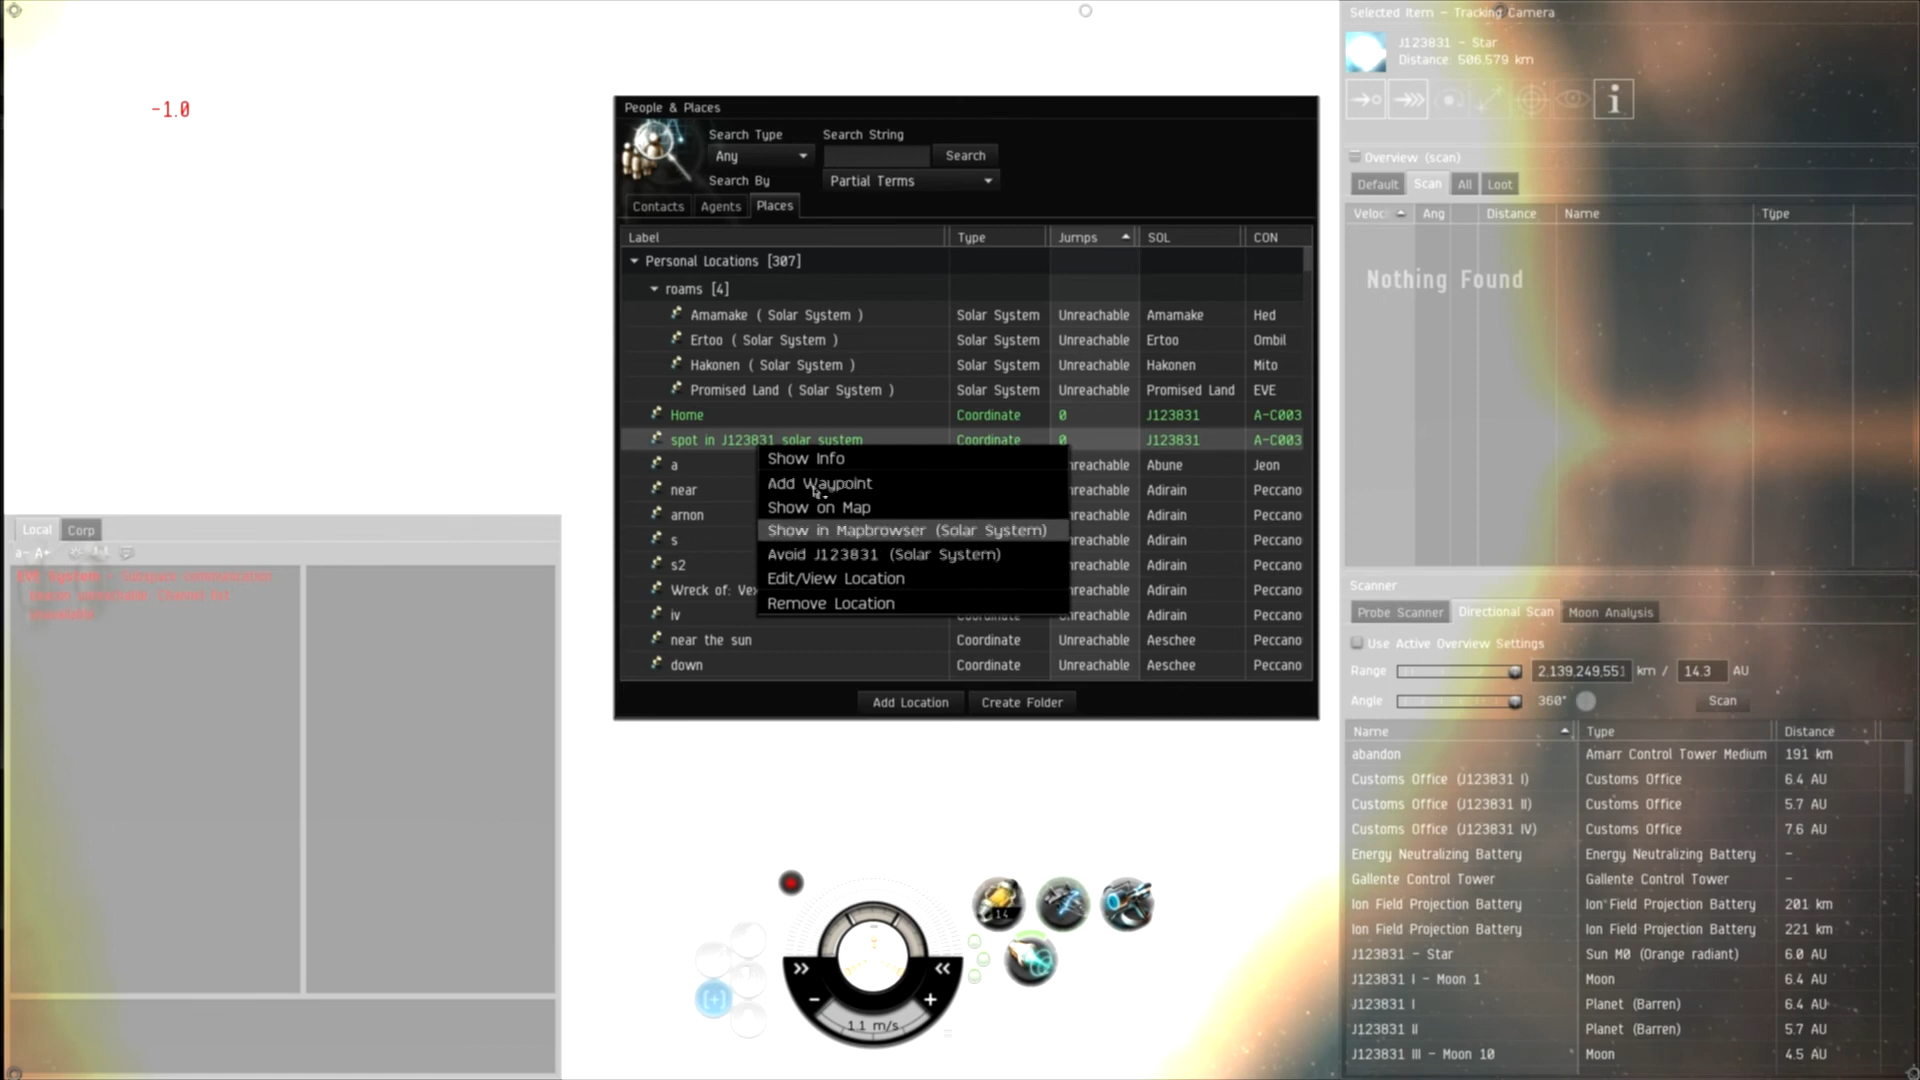 -1.0
People & Places
Search Type
Search String
Any
Search
Search By
Partial Terms
Contacts
Agents
Places
Label Type Jumps SOL CON
Personal Locations [307]
roams [4]
Amamake ( Solar System ) Solar System Unreachable Amamake Hed
Ertoo ( Solar System ) Solar System Unreachable Ertoo Ombil
Hakonen ( Solar System ) Solar System Unreachable Hakonen Mito
Promised Land ( Solar System ) Solar System Unreachable Promised Land EVE
Home Coordinate 0 J123831 A-C003
spot in J123831 solar system Coordinate 0 J123831 A-C003
a Abune Jeon
near Adirain Peccano
arnon Adirain Peccano
s Adirain Peccano
s2 Adirain Peccano
Wreck of: Adirain Peccano
iv Adirain Peccano
near the sun Coordinate Unreachable Aeschee Peccano
down Coordinate Unreachable Aeschee Peccano
Show Info
Add Waypoint
Show on Map
Show in Mapbrowser (Solar System)
Avoid J123831 (Solar System)
Edit/View Location
Remove Location
Add Location
Create Folder
Local
Corp
a- A+
EVE System
14
11 m/s
Selected Item - Tracking Camera
J123831 - Star
Distance: 506,579 km
Overview (scan)
Default
Scan
All
Loot
Veloc Ang Distance Name Type
Nothing Found
Scanner
Probe Scanner
Directional Scan
Moon Analysis
Use Active Overview Settings
Range 2,139,249,551 km / 14.3 AU
Angle 360° Scan
Name Type Distance
abandon Amarr Control Tower Medium 191 km
Customs Office (J123831 I) Customs Office 6.4 AU
Customs Office (J123831 II) Customs Office 5.7 AU
Customs Office (J123831 IV) Customs Office 7.6 AU
Energy Neutralizing Battery Energy Neutralizing Battery -
Gallente Control Tower Gallente Control Tower -
Ion Field Projection Battery Ion Field Projection Battery 201 km
Ion Field Projection Battery Ion Field Projection Battery 221 km
J123831 - Star Sun M0 (Orange radiant) 6.0 AU
J123831 I - Moon 1 Moon 6.4 AU
J123831 I Planet (Barren) 6.4 AU
J123831 II Planet (Barren) 5.7 AU
J123831 III - Moon 10 Moon 4.5 AU